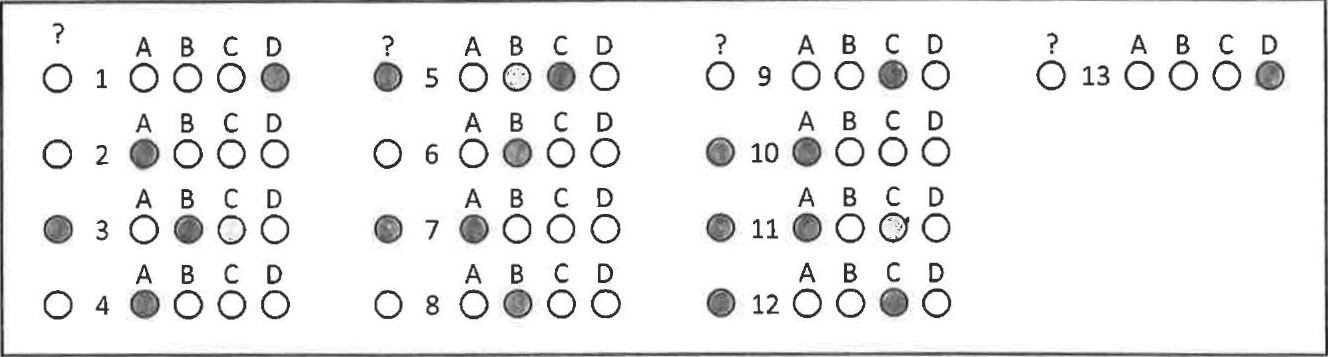 ? A B C D ? A B C D ? A B C D ? A B C D
1 5 9 13
A B C D A B C D A B C D
2 6 10
A B C D A B C D A B C D
3 7 11
A B C D A B C D A B C D
4 8 12